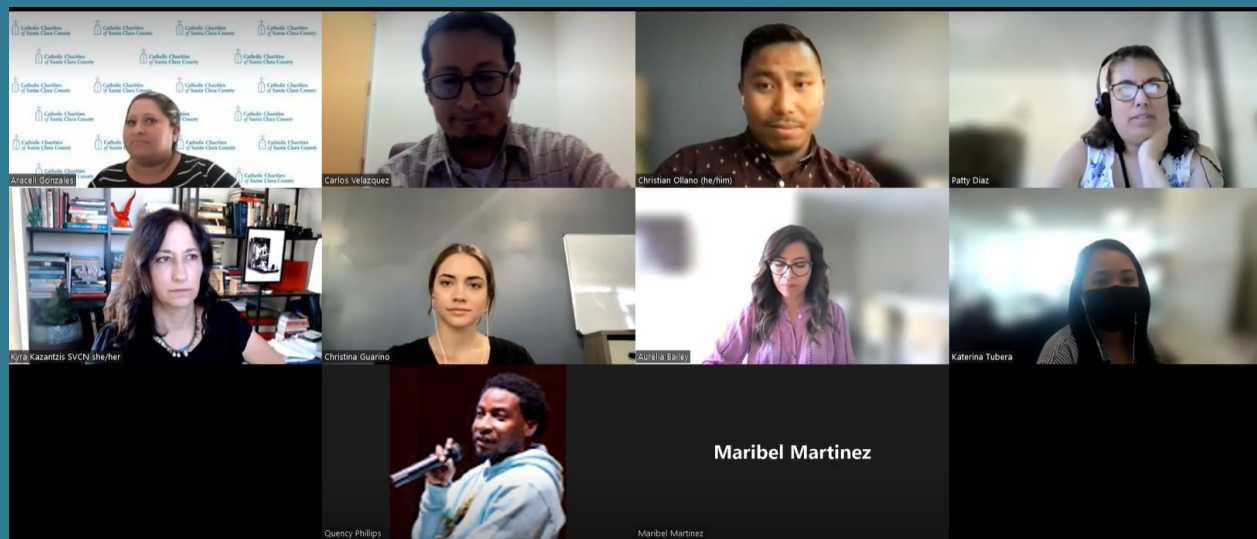 Catholic Charities
of Santa Clara County
Araceli Gonzales
Carlos Velazquez
Christian Ollano (he/him)
Patty Diaz
Kyra Kazantzis SVCN she/her
Christina Guarino
Aurelia Bailey
Katerina Tubera
Quency Phillips
Maribel Martinez
Maribel Martinez